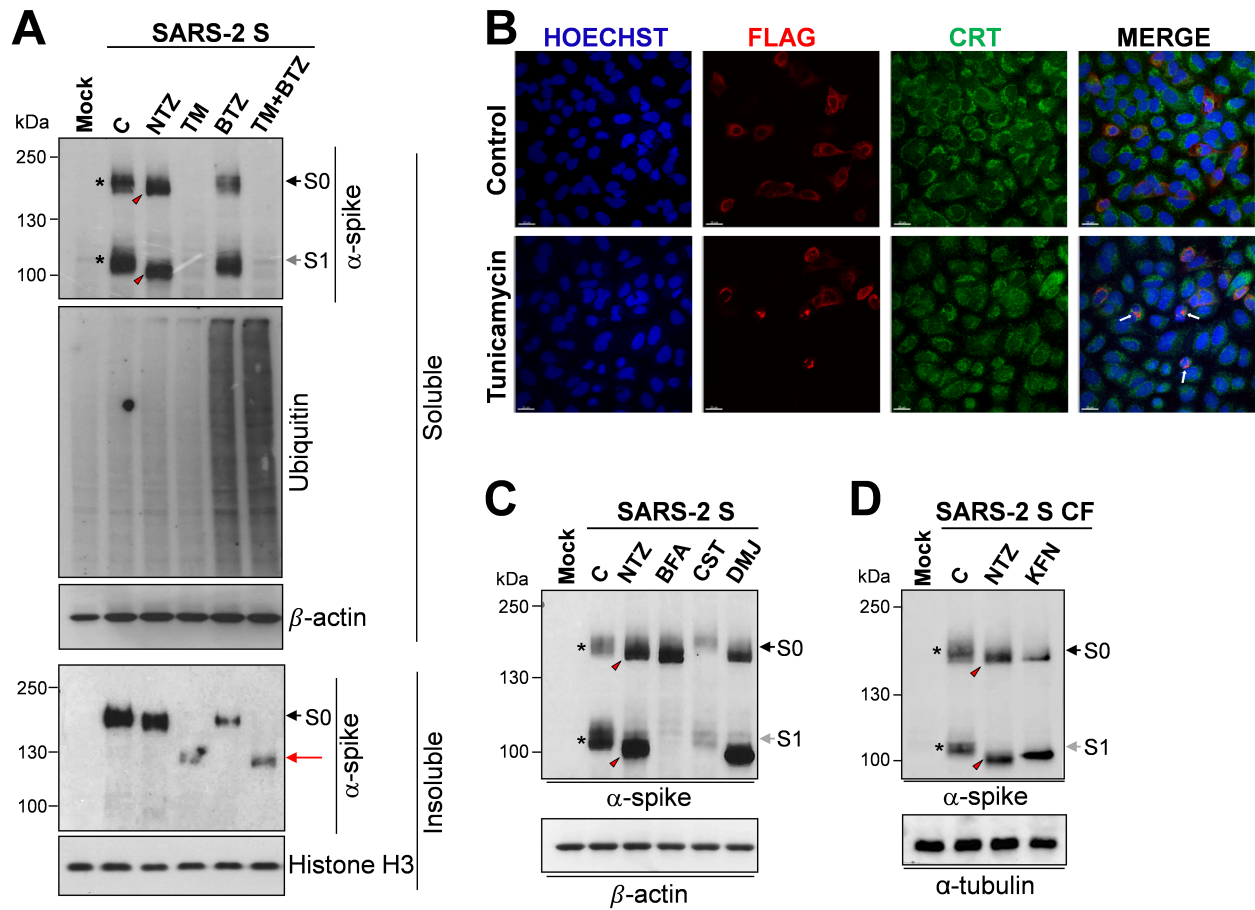 A
SARS-2 S
Mock
C
NTZ
TM
BTZ
TM+BTZ
kDa
250
130
100
*
*
S0
S1
α-spike
Ubiquitin
β-actin
Soluble
250
130
100
S0
α-spike
Histone H3
Insoluble
B
HOECHST
FLAG
CRT
MERGE
Control
Tunicamycin
C
SARS-2 S
Mock
C
NTZ
BFA
CST
DMJ
kDa
250
130
100
*
*
S0
S1
α-spike
β-actin
D
SARS-2 S CF
Mock
C
NTZ
KFN
kDa
250
130
100
*
*
S0
S1
α-spike
α-tubulin